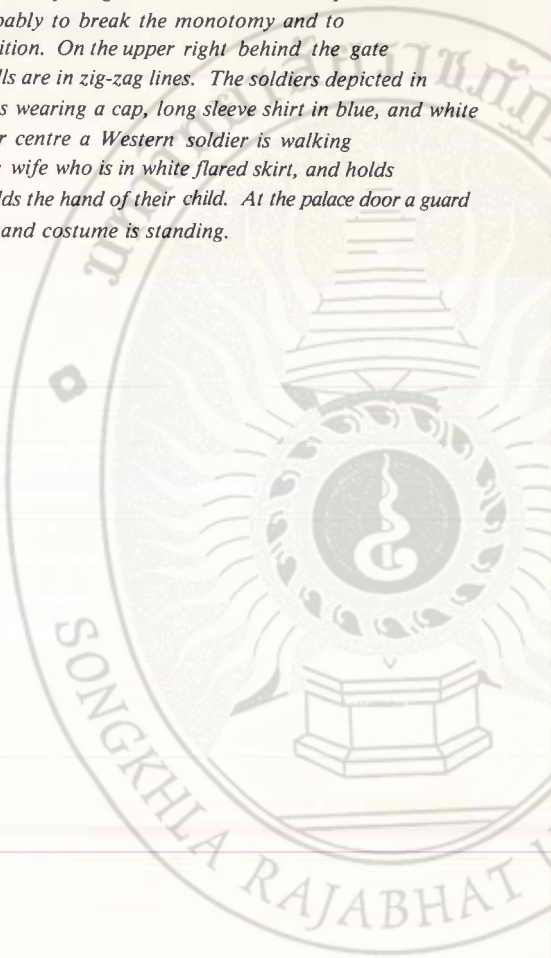 ably to break the monotomy and to
ition. On the upper right behind the gate
lls are in zig-zag lines. The soldiers depicted in
s wearing a cap, long sleeve shirt in blue, and white
r centre a Western soldier is walking
wife who is in white flared skirt, and holds
lds the hand of their child. At the palace door a guard
and costume is standing.
SONGKHLA RAJABHAT